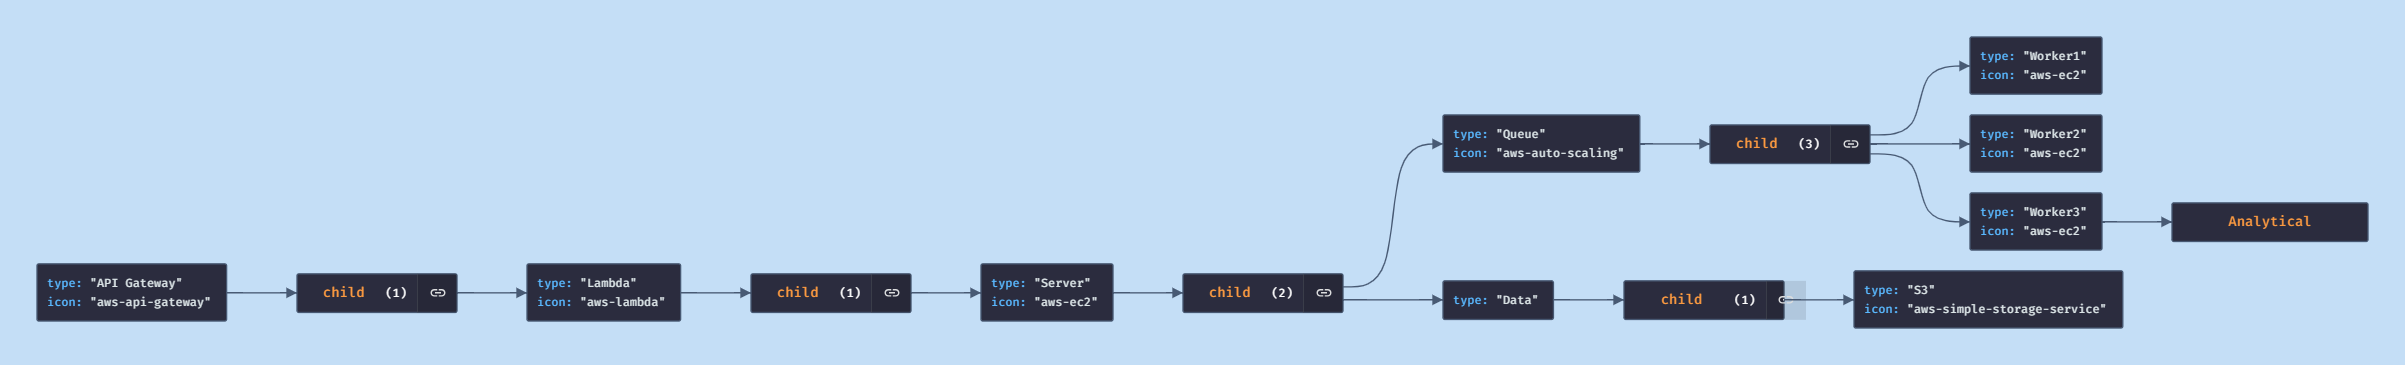 type: "Worker1"
icon: "aws-ec2"
type: "Queue"
icon: "aws-auto-scaling"
child (3)
type: "Worker2"
icon: "aws-ec2"
type: "Worker3"
icon: "aws-ec2"
Analytical
type: "API Gateway"
icon: "aws-api-gateway"
child (1)
type: "Lambda"
icon: "aws-lambda"
child (1)
type: "Server"
icon: "aws-ec2"
child (2)
type: "Data"
child (1)
type: "S3"
icon: "aws-simple-storage-service"